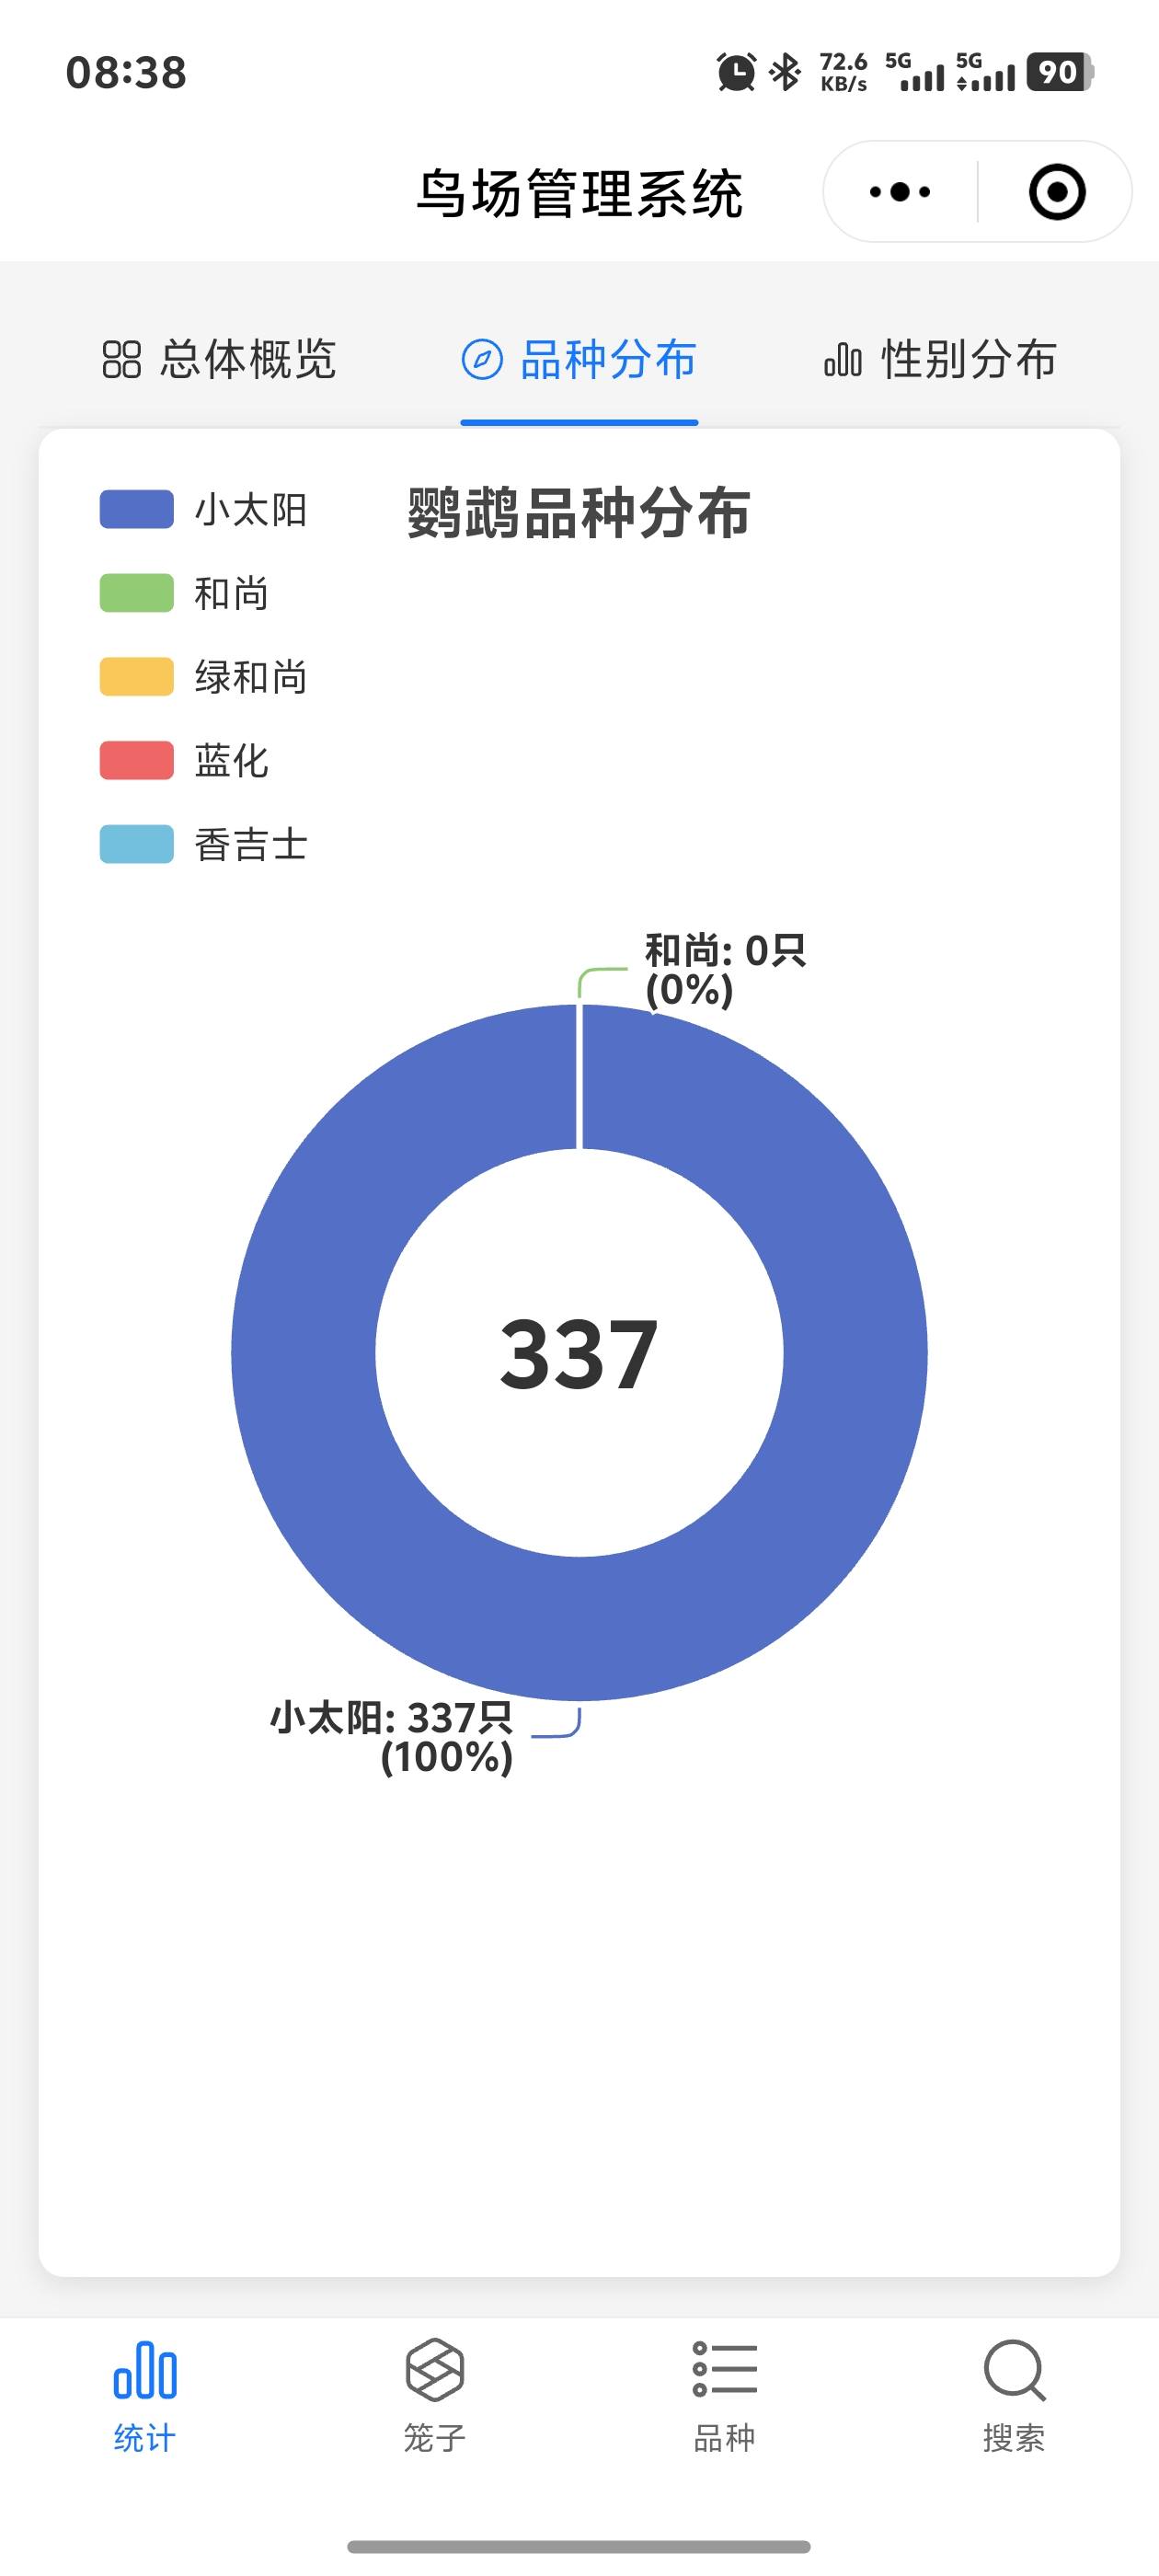 08:38
72.6 KB/s 5G 5G 90
鸟场管理系统
总体概览 品种分布 性别分布
鹦鹉品种分布
小太阳
和尚
绿和尚
蓝化
香吉士
和尚: 0只
(0%)
337
小太阳: 337只
(100%)
统计 笼子 品种 搜索